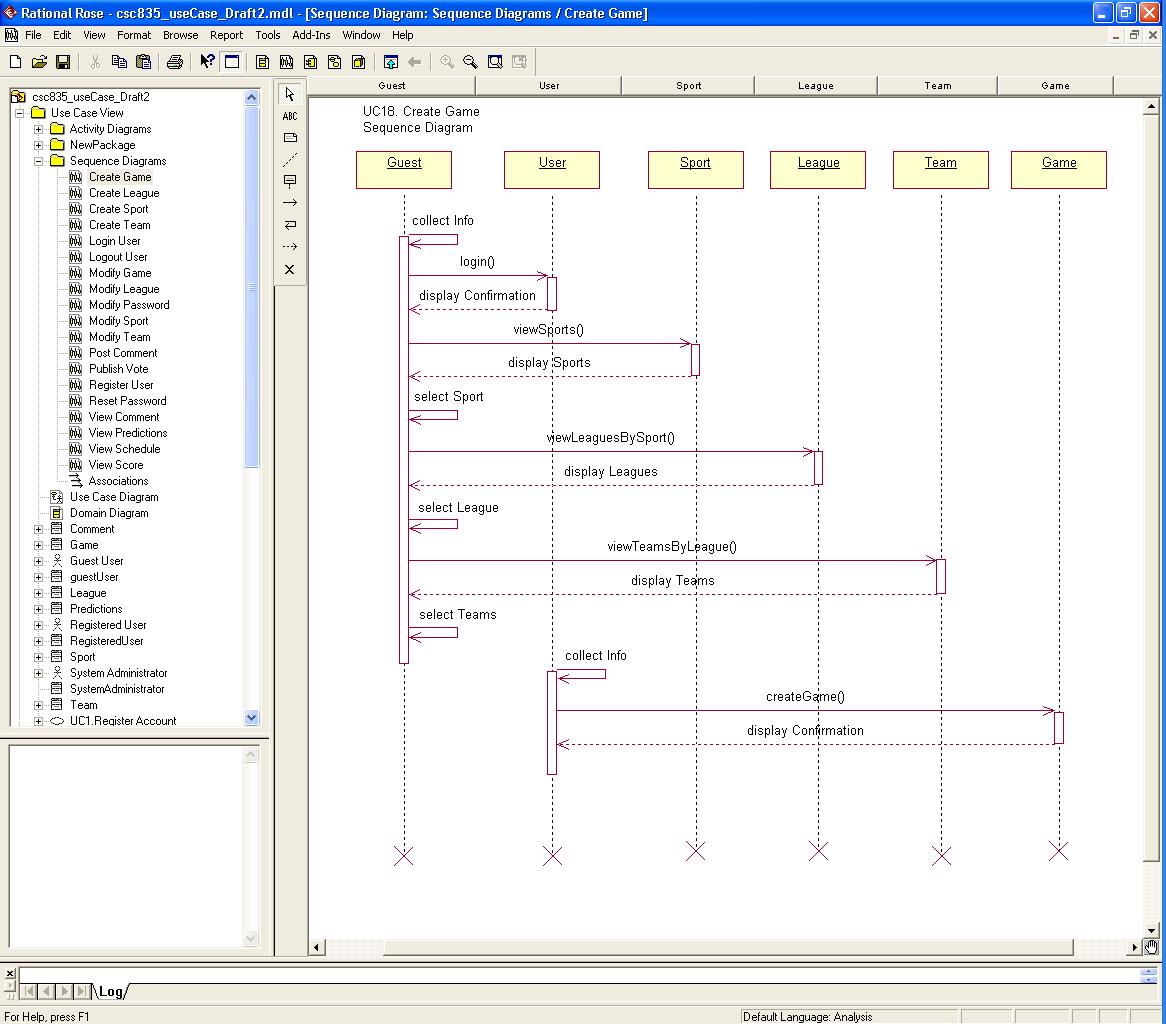 Rational Rose - csc835_useCase_Draft2.mdl - [Sequence Diagram: Sequence Diagrams / Create Game]
File Edit View Format Browse Report Tools Add-Ins Window Help
ABC
csc835_useCase_Draft2
Use Case View
Activity Diagrams
NewPackage
Sequence Diagrams
Create Game
Create League
Create Sport
Create Team
Login User
Logout User
Modify Game
Modify League
Modify Password
Modify Sport
Modify Team
Post Comment
Publish Vote
Register User
Reset Password
View Comment
View Predictions
View Schedule
View Score
Associations
Use Case Diagram
Domain Diagram
Comment
Game
Guest User
guestUser
League
Predictions
Registered User
RegisteredUser
Sport
System Administrator
SystemAdministrator
Team
UC1.Register Account
Guest User Sport League Team Game
UC18. Create Game
Sequence Diagram
Guest User Sport League Team Game
collect Info
login()
display Confirmation
viewSports()
display Sports
select Sport
viewLeaguesBySport()
display Leagues
select League
viewTeamsByLeague()
display Teams
select Teams
collect Info
createGame()
display Confirmation
Log
For Help, press F1
Default Language: Analysis